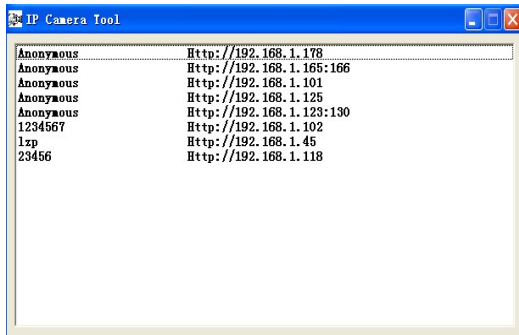 IP Camera Tool
Anonymous Http://192.168.1.178
Anonymous Http://192.168.1.165:166
Anonymous Http://192.168.1.101
Anonymous Http://192.168.1.125
Anonymous Http://192.168.1.123:130
1234567 Http://192.168.1.102
lzp Http://192.168.1.45
23456 Http://192.168.1.118